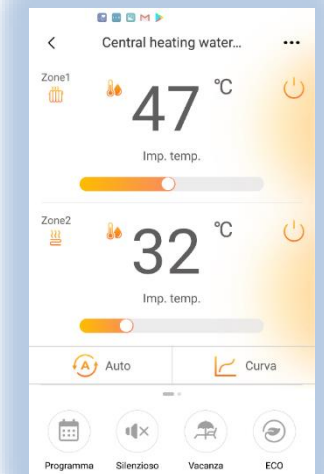 Central heating water... •••
Zone1
47 °C
Imp. temp.
Zone2
32 °C
Imp. temp.
A Auto Curva
Programma Silenzioso Vacanza ECO